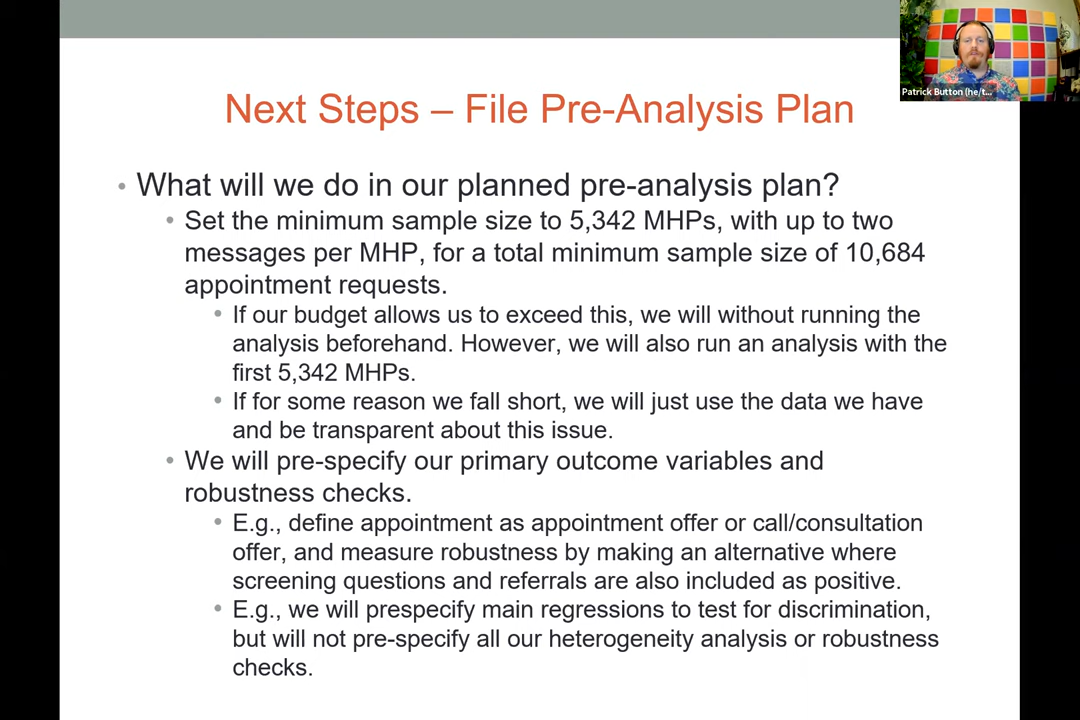 Patrick Button (he/t...
Next Steps – File Pre-Analysis Plan
• What will we do in our planned pre-analysis plan?
• Set the minimum sample size to 5,342 MHPs, with up to two
messages per MHP, for a total minimum sample size of 10,684
appointment requests.
• If our budget allows us to exceed this, we will without running the
analysis beforehand. However, we will also run an analysis with the
first 5,342 MHPs.
• If for some reason we fall short, we will just use the data we have
and be transparent about this issue.
• We will pre-specify our primary outcome variables and
robustness checks.
• E.g., define appointment as appointment offer or call/consultation
offer, and measure robustness by making an alternative where
screening questions and referrals are also included as positive.
• E.g., we will prespecify main regressions to test for discrimination,
but will not pre-specify all our heterogeneity analysis or robustness
checks.